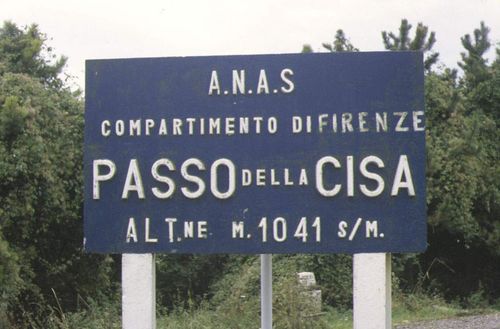 A.N.A.S
COMPARTIMENTO DI FIRENZE
PASSO DELLA CISA
ALT.NE M. 1041 S/M.